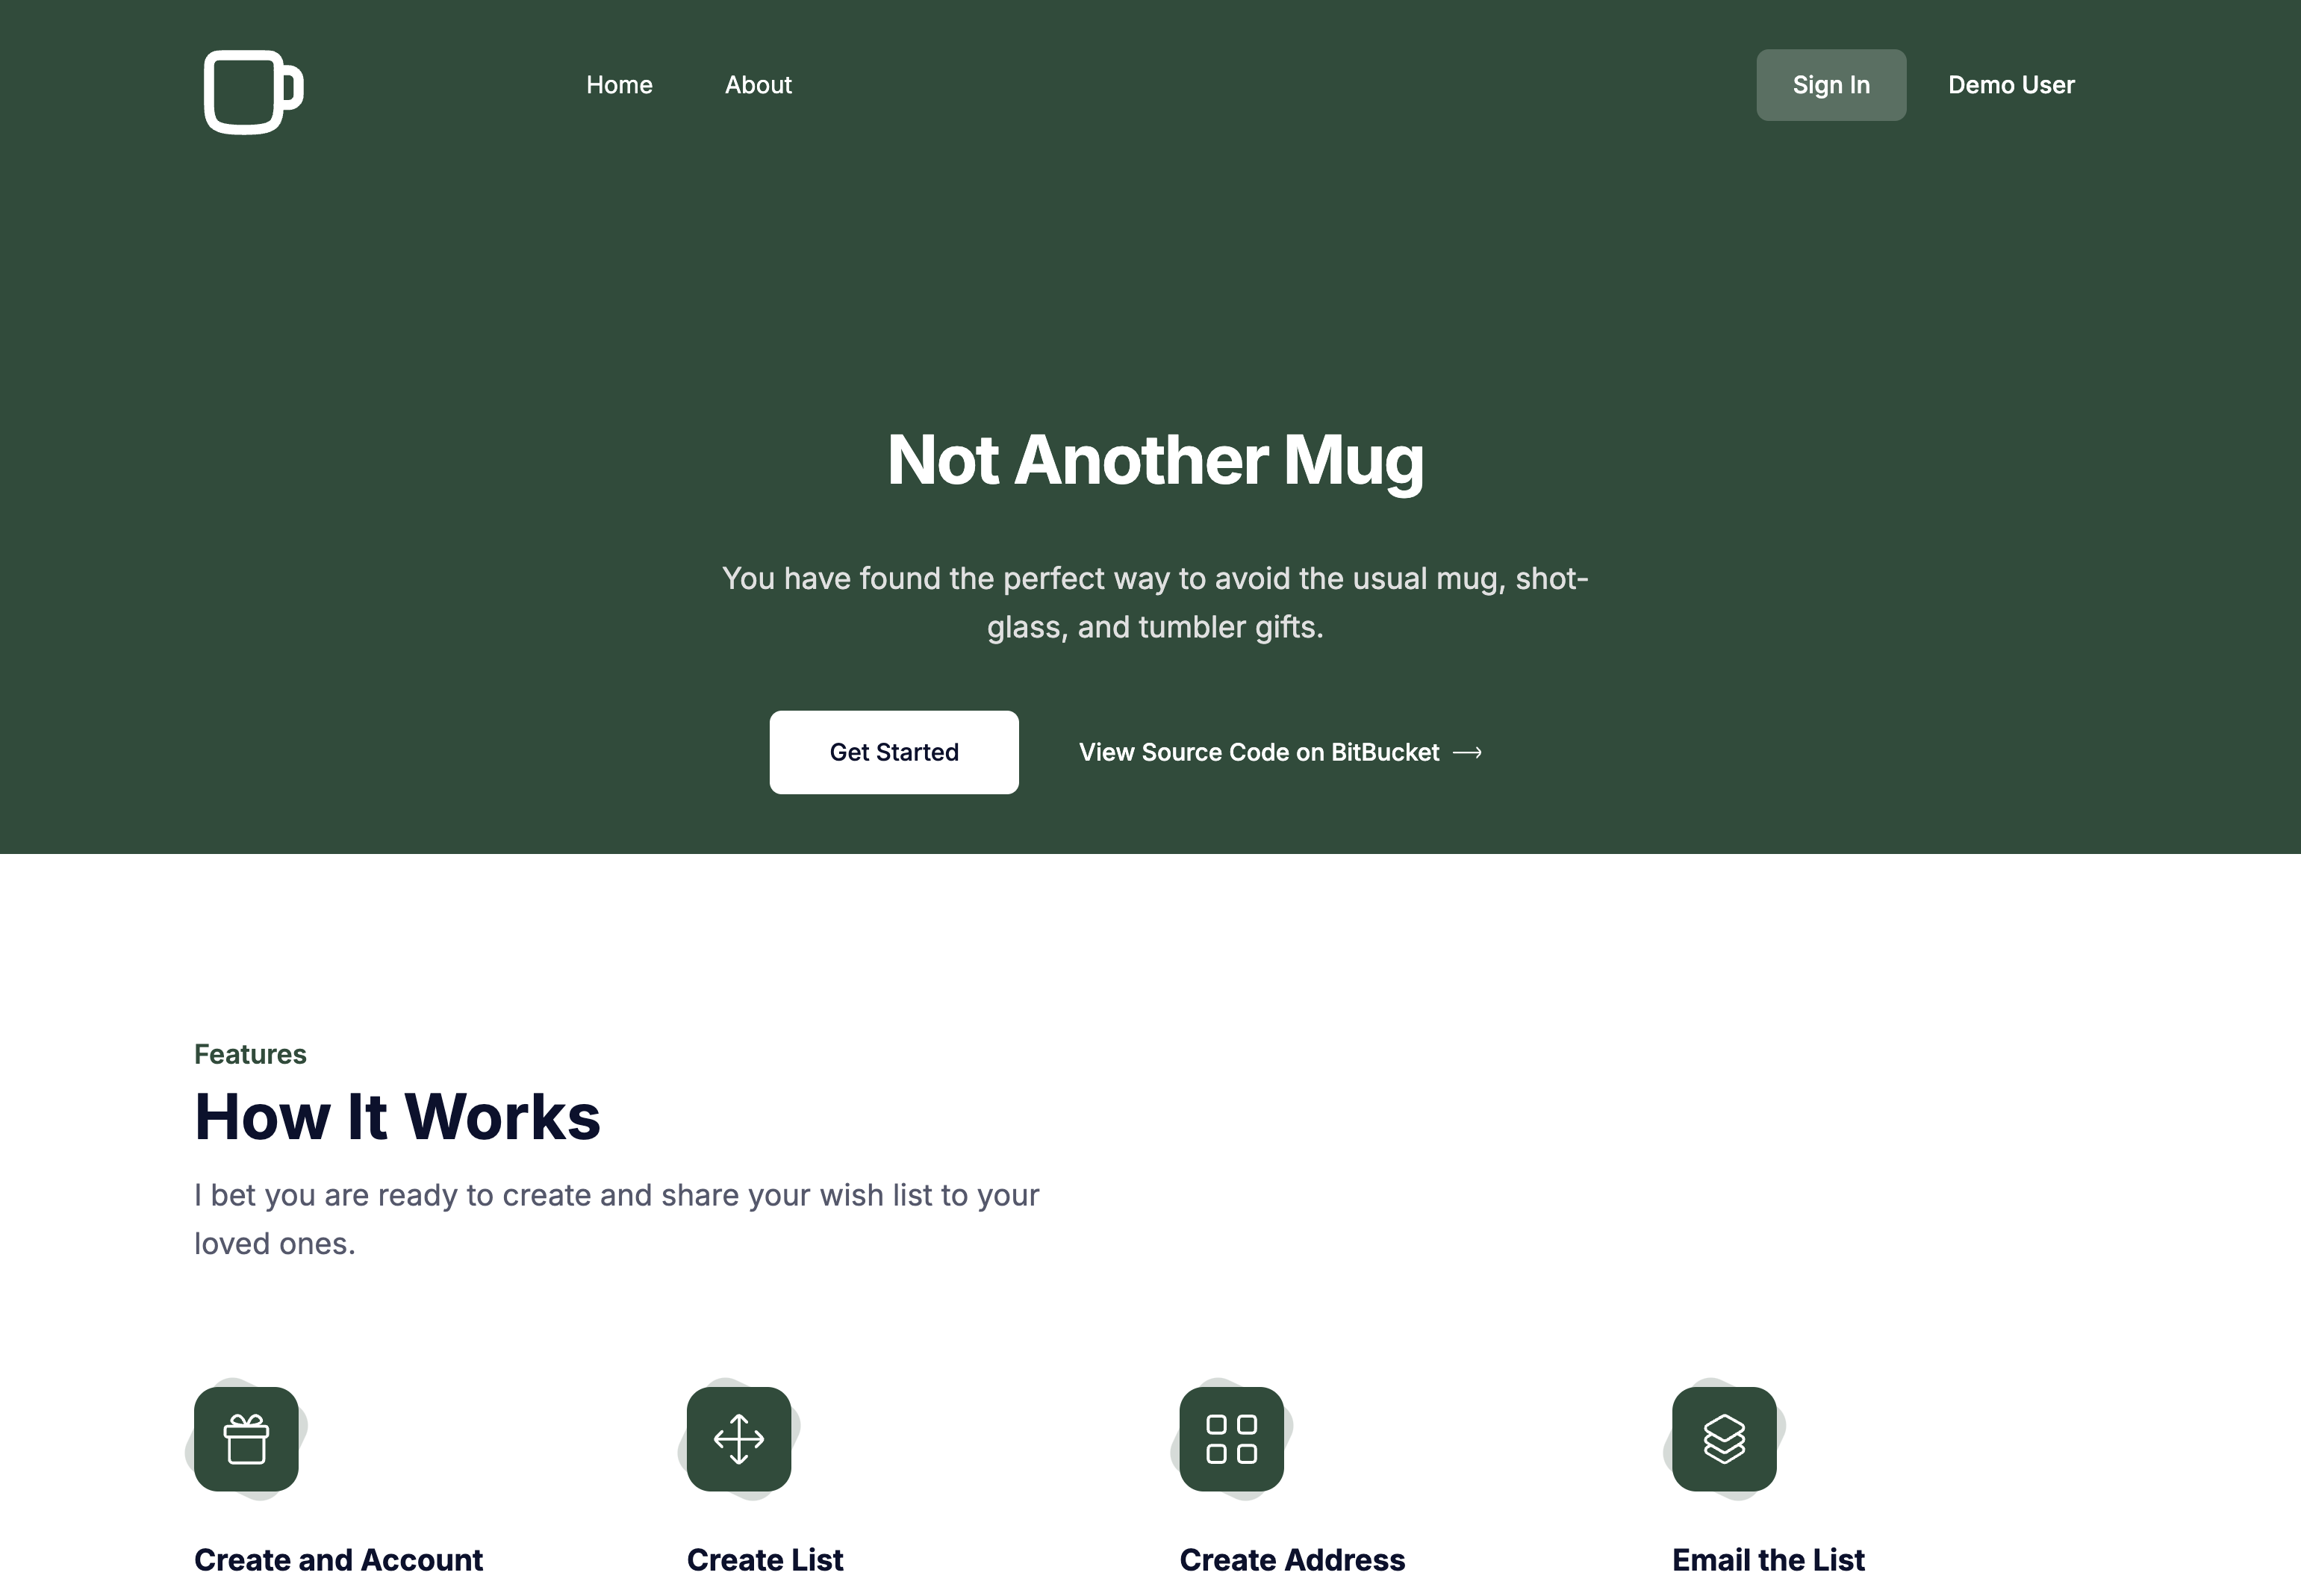 Home About Sign In Demo User
Not Another Mug
You have found the perfect way to avoid the usual mug, shot-
glass, and tumbler gifts.
Get Started View Source Code on BitBucket
Features
How It Works
I bet you are ready to create and share your wish list to your
loved ones.
Create and Account Create List Create Address Email the List